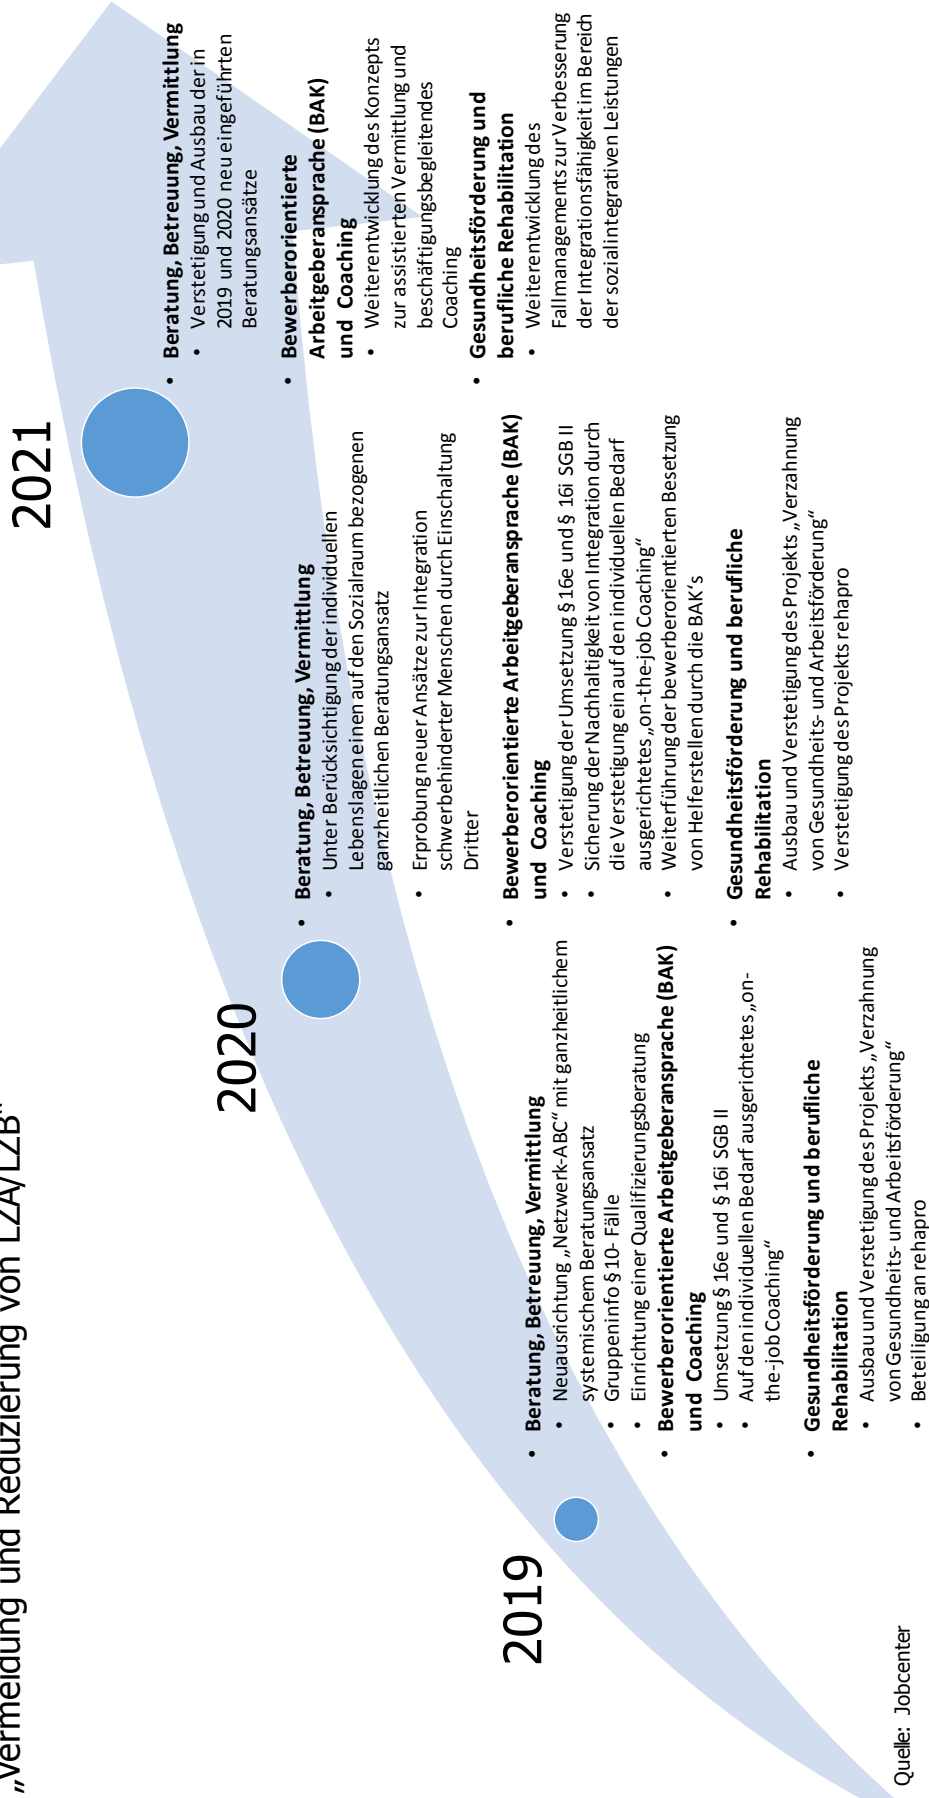 „Vermeidung und Reduzierung von LZA/LZB“
2019
• Beratung, Betreuung, Vermittlung
• Neuausrichtung „Netzwerk-ABC“ mit ganzheitlichem
systemischem Beratungsansatz
• Gruppeninfo § 10- Fälle
• Einrichtung einer Qualifizierungsberatung
• Bewerberorientierte Arbeitgeberansprache (BAK)
und Coaching
• Umsetzung § 16e und § 16i SGB II
• Auf den individuellen Bedarf ausgerichtetes „on-
the-job Coaching“
• Gesundheitsförderung und berufliche
Rehabilitation
• Ausbau und Verstetigung des Projekts „Verzahnung
von Gesundheits- und Arbeitsförderung“
• Beteiligung an rehapro
2020
• Beratung, Betreuung, Vermittlung
• Unter Berücksichtigung der individuellen
Lebenslagen einen auf den Sozialraum bezogenen
ganzheitlichen Beratungsansatz
• Erprobung neuer Ansätze zur Integration
schwerbehinderter Menschen durch Einschaltung
Dritter
• Bewerberorientierte Arbeitgeberansprache (BAK)
und Coaching
• Verstetigung der Umsetzung § 16e und § 16i SGB II
• Sicherung der Nachhaltigkeit von Integration durch
die Verstetigung ein auf den individuellen Bedarf
ausgerichtetes „on-the-job Coaching“
• Weiterführung der bewerberorientierten Besetzung
von Helferstellen durch die BAK‘s
• Gesundheitsförderung und berufliche
Rehabilitation
• Ausbau und Verstetigung des Projekts „Verzahnung
von Gesundheits- und Arbeitsförderung“
• Verstetigung des Projekts rehapro
2021
• Beratung, Betreuung, Vermittlung
• Verstetigung und Ausbau der in
2019 und 2020 neu eingeführten
Beratungsansätze
• Bewerberorientierte
Arbeitgeberansprache (BAK)
und Coaching
• Weiterentwicklung des Konzepts
zur assistierten Vermittlung und
beschäftigungsbegleitendes
Coaching
• Gesundheitsförderung und
berufliche Rehabilitation
• Weiterentwicklung des
Fallmanagements zur Verbesserung
der Integrationsfähigkeit im Bereich
der sozialintegrativen Leistungen
Quelle: Jobcenter